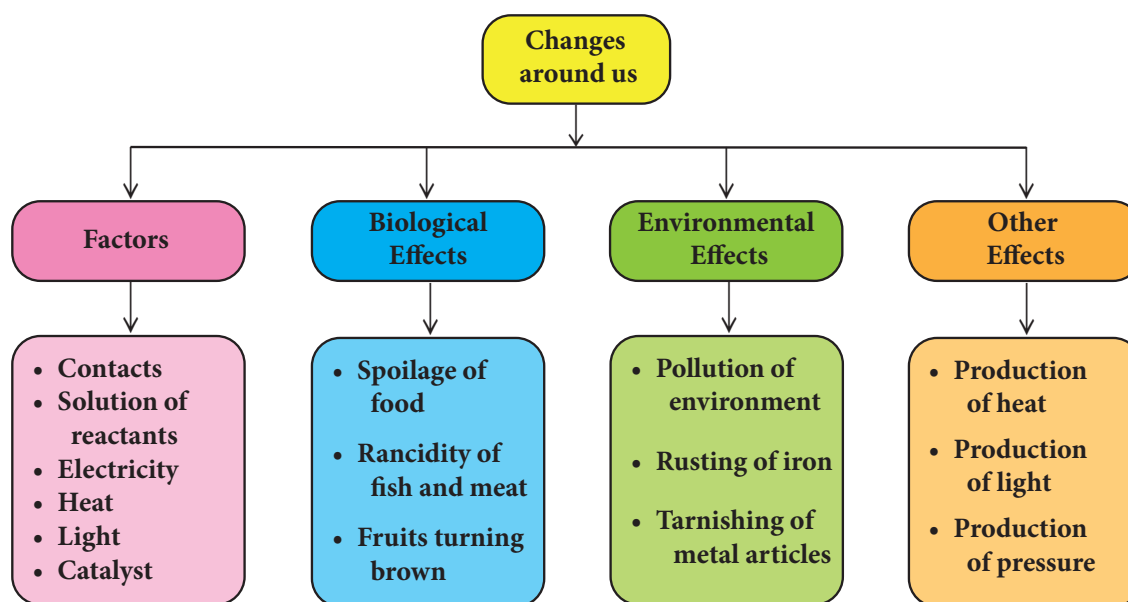 Changes
around us
Factors
Biological
Effects
Environmental
Effects
Other
Effects
• Contacts
• Solution of
reactants
• Electricity
• Heat
• Light
• Catalyst
• Spoilage of
food
• Rancidity of
fish and meat
• Fruits turning
brown
• Pollution of
environment
• Rusting of iron
• Tarnishing of
metal articles
• Production
of heat
• Production
of light
• Production
of pressure